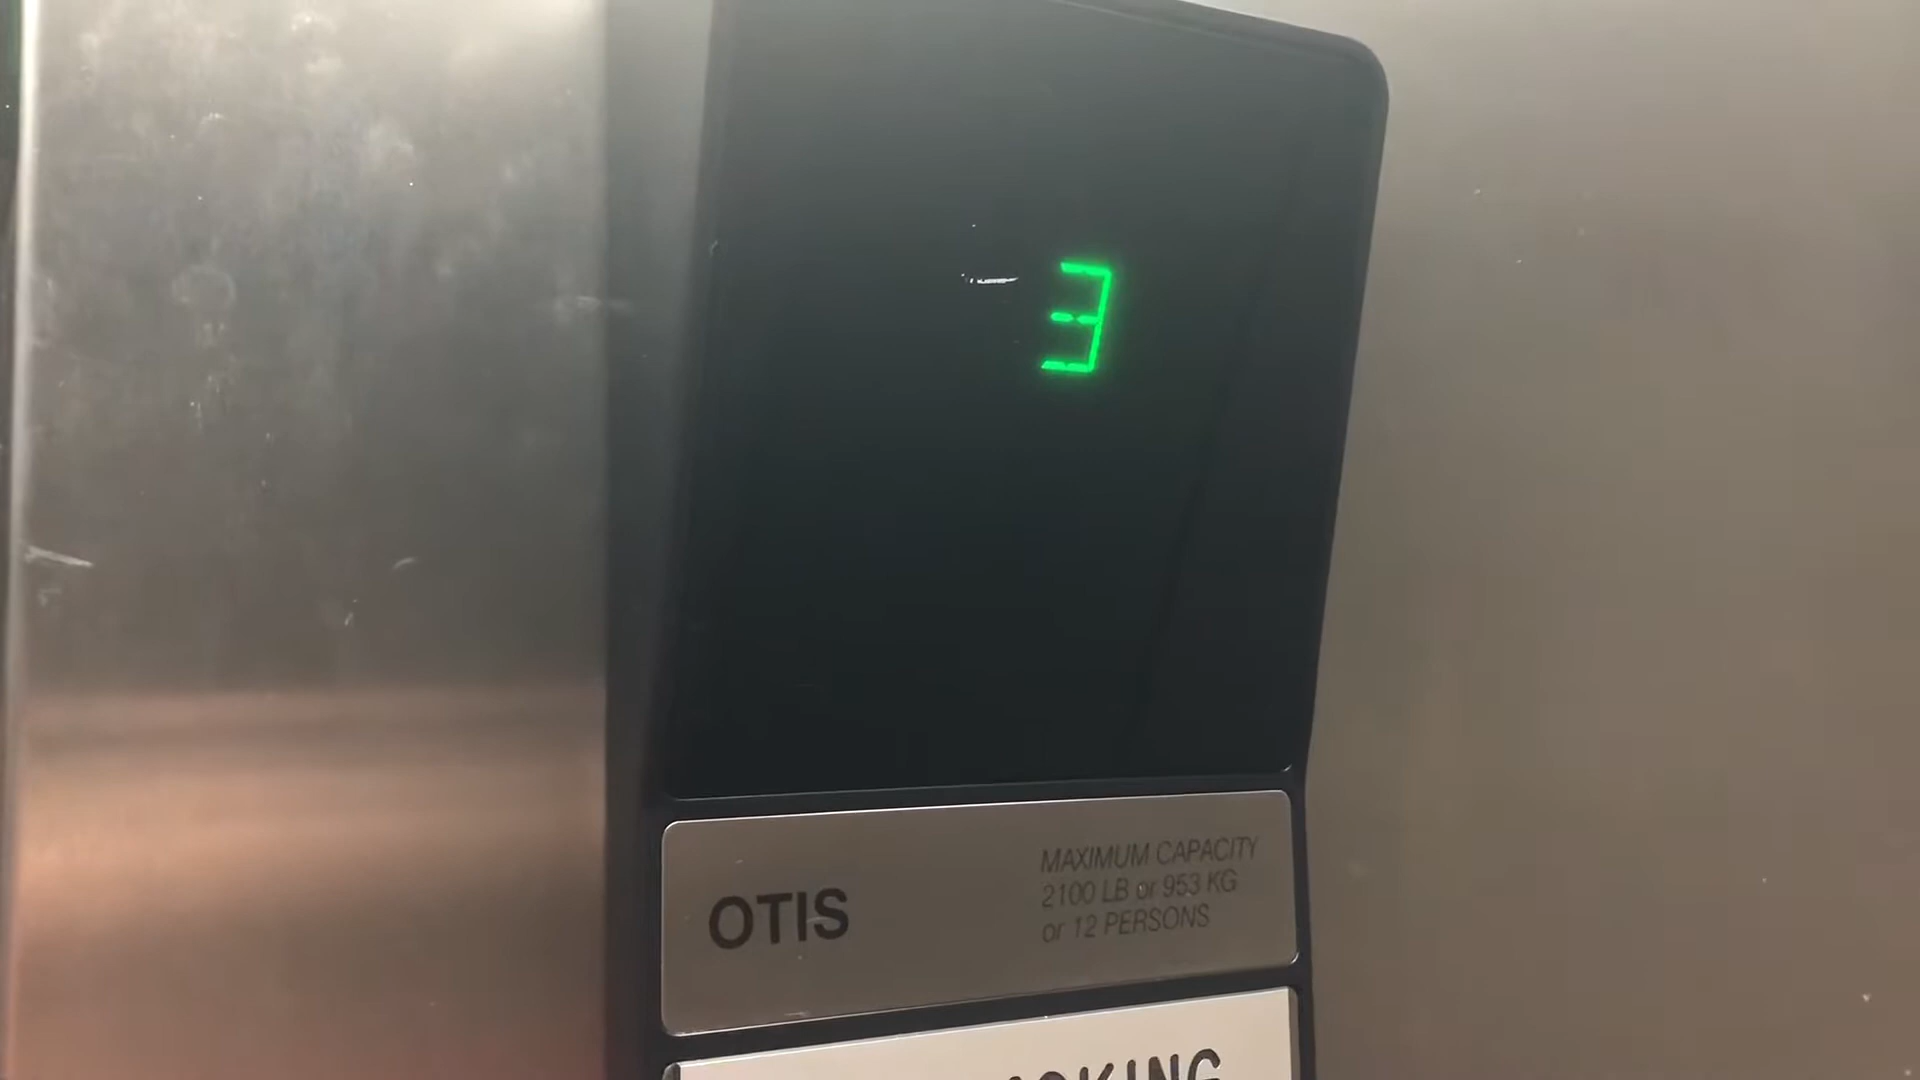 3
OTIS
MAXIMUM CAPACITY
2100 LB or 953 KG
or 12 PERSONS